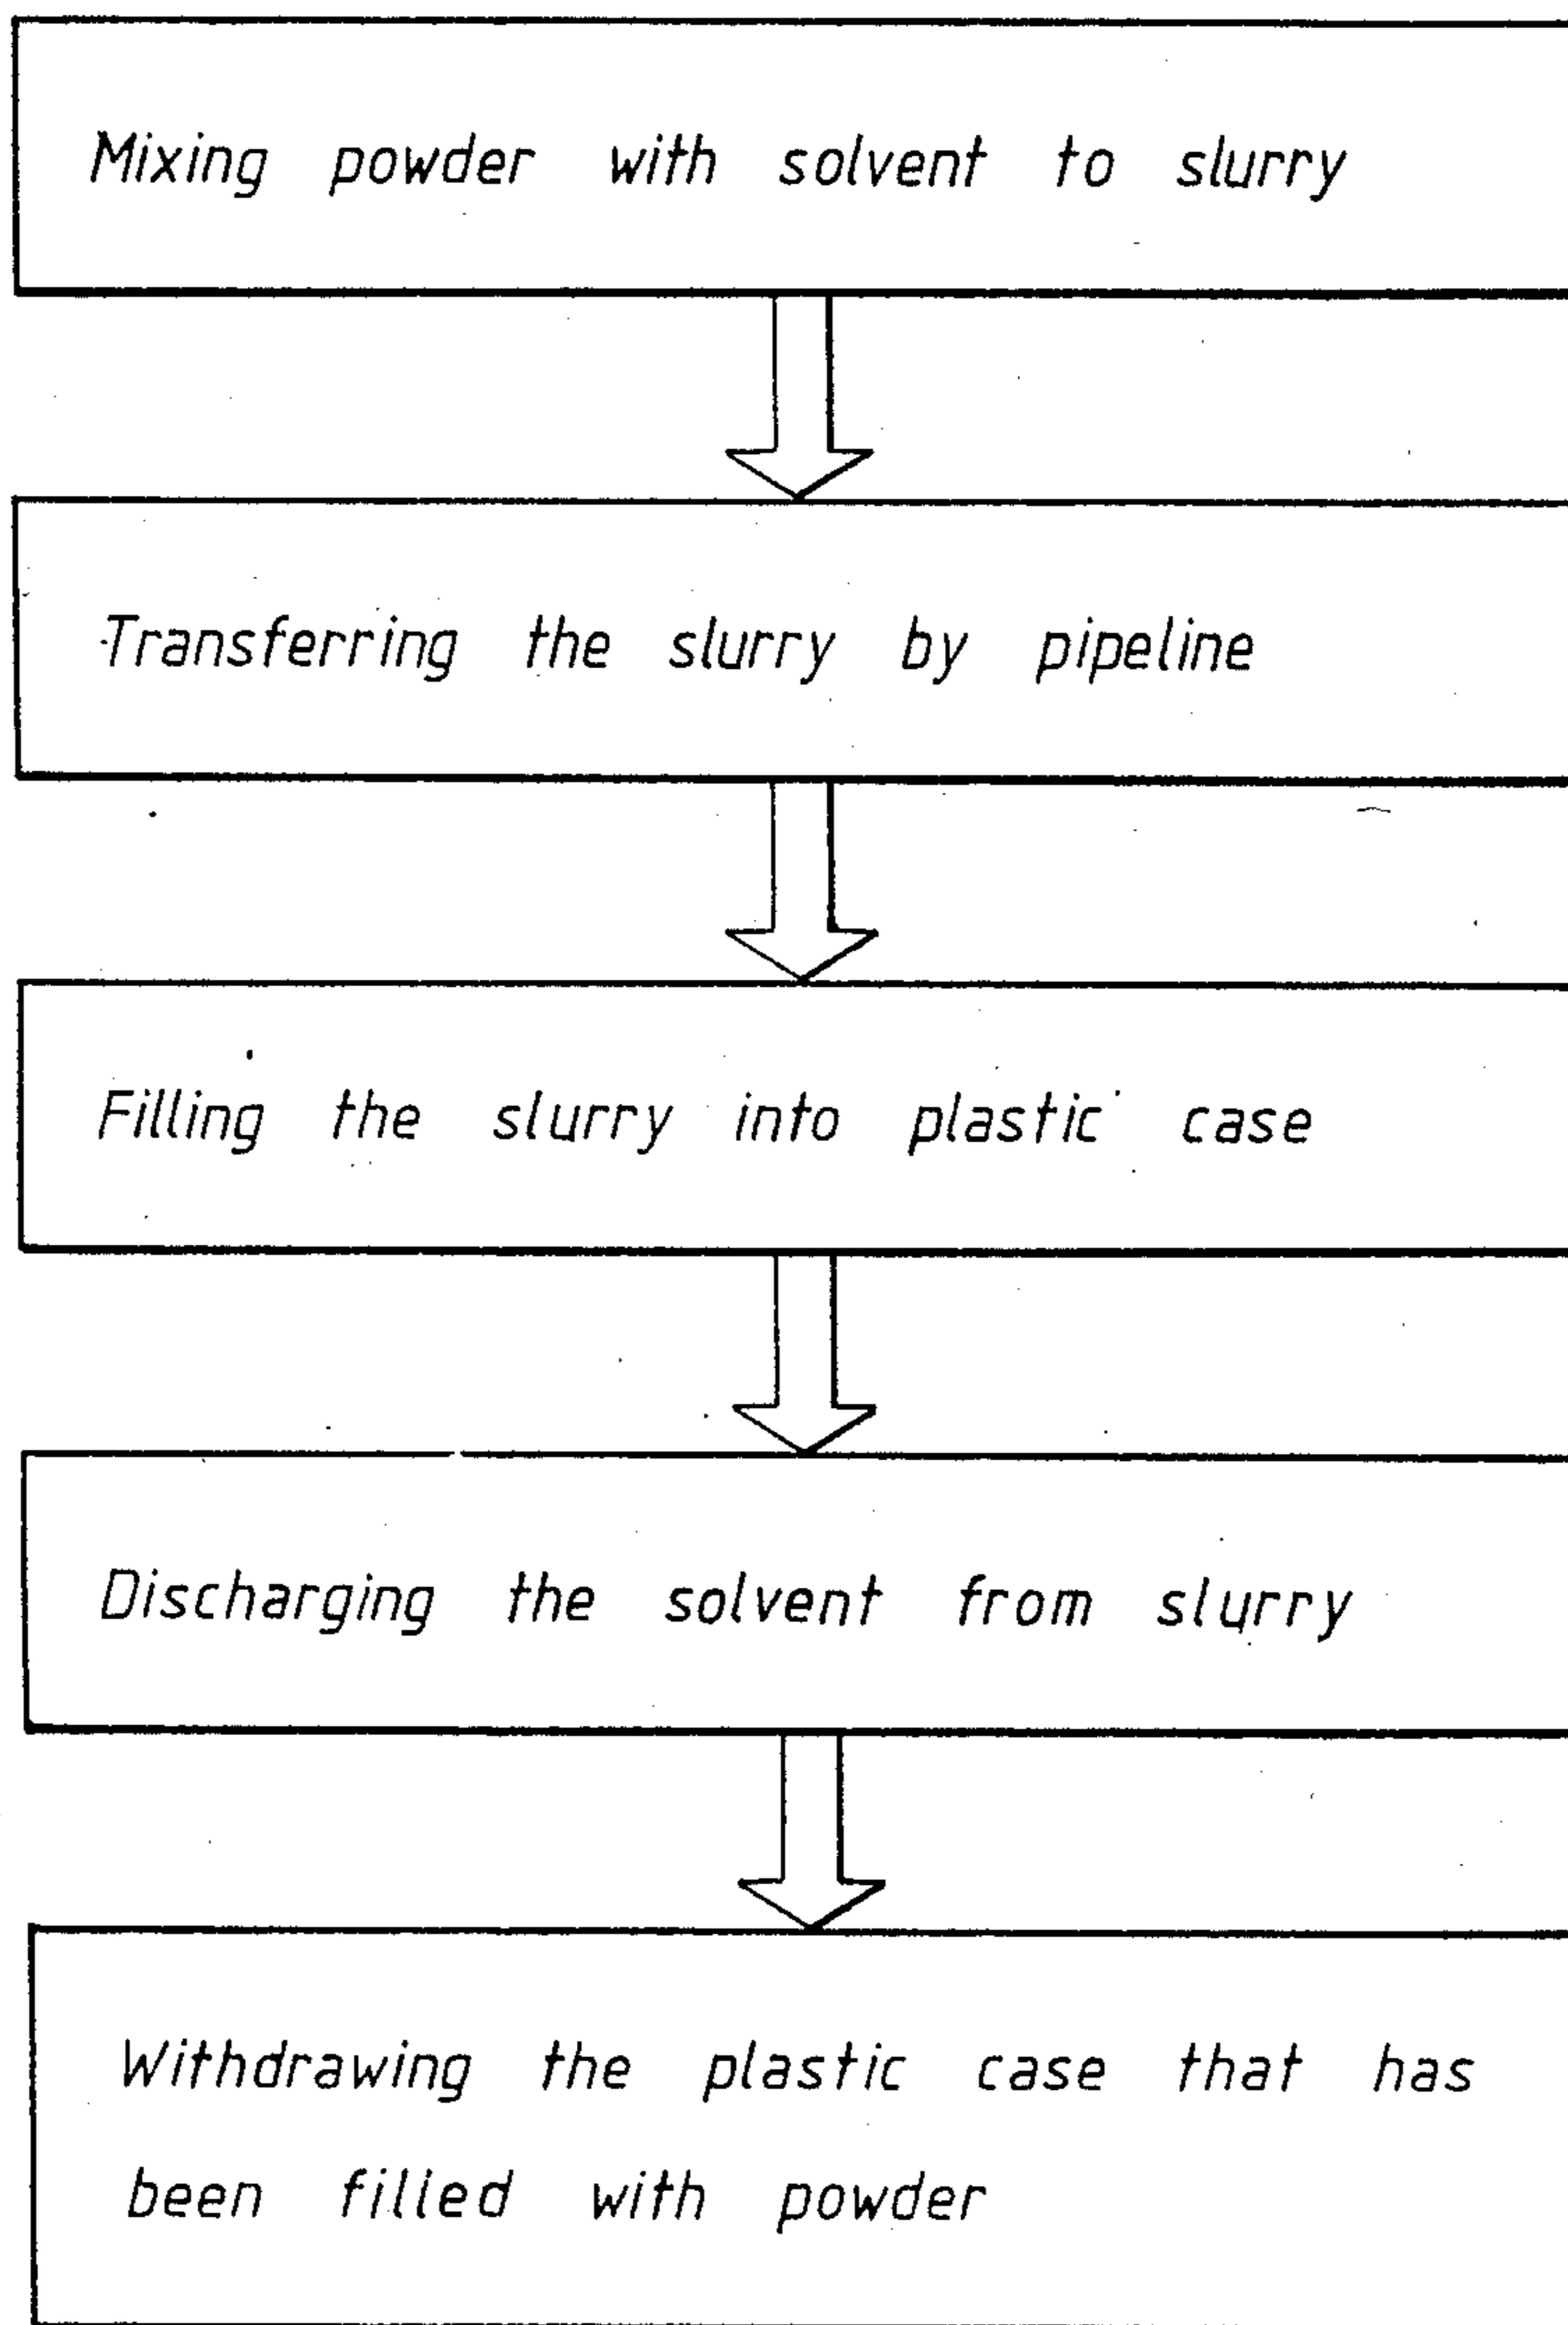 Mixing powder with solvent to slurry
Transferring the slurry by pipeline
Filling the slurry into plastic case
Discharging the solvent from slurry
Withdrawing the plastic case that has
been filled with powder